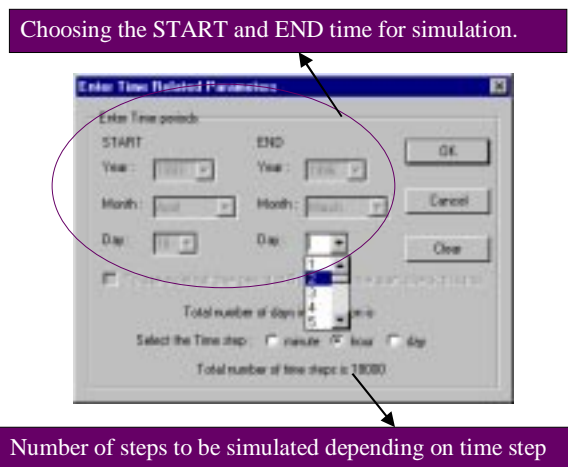 Choosing the START and END time for simulation.
Enter Time Related Parameters
Enter Time periods
START END
Year : Year : OK
Month : Month : March Cancel
Day : Day : Clear
1
2
3
4
5
Total number of days in
Select the Time step : minute hour day
Total number of time steps is
Number of steps to be simulated depending on time step